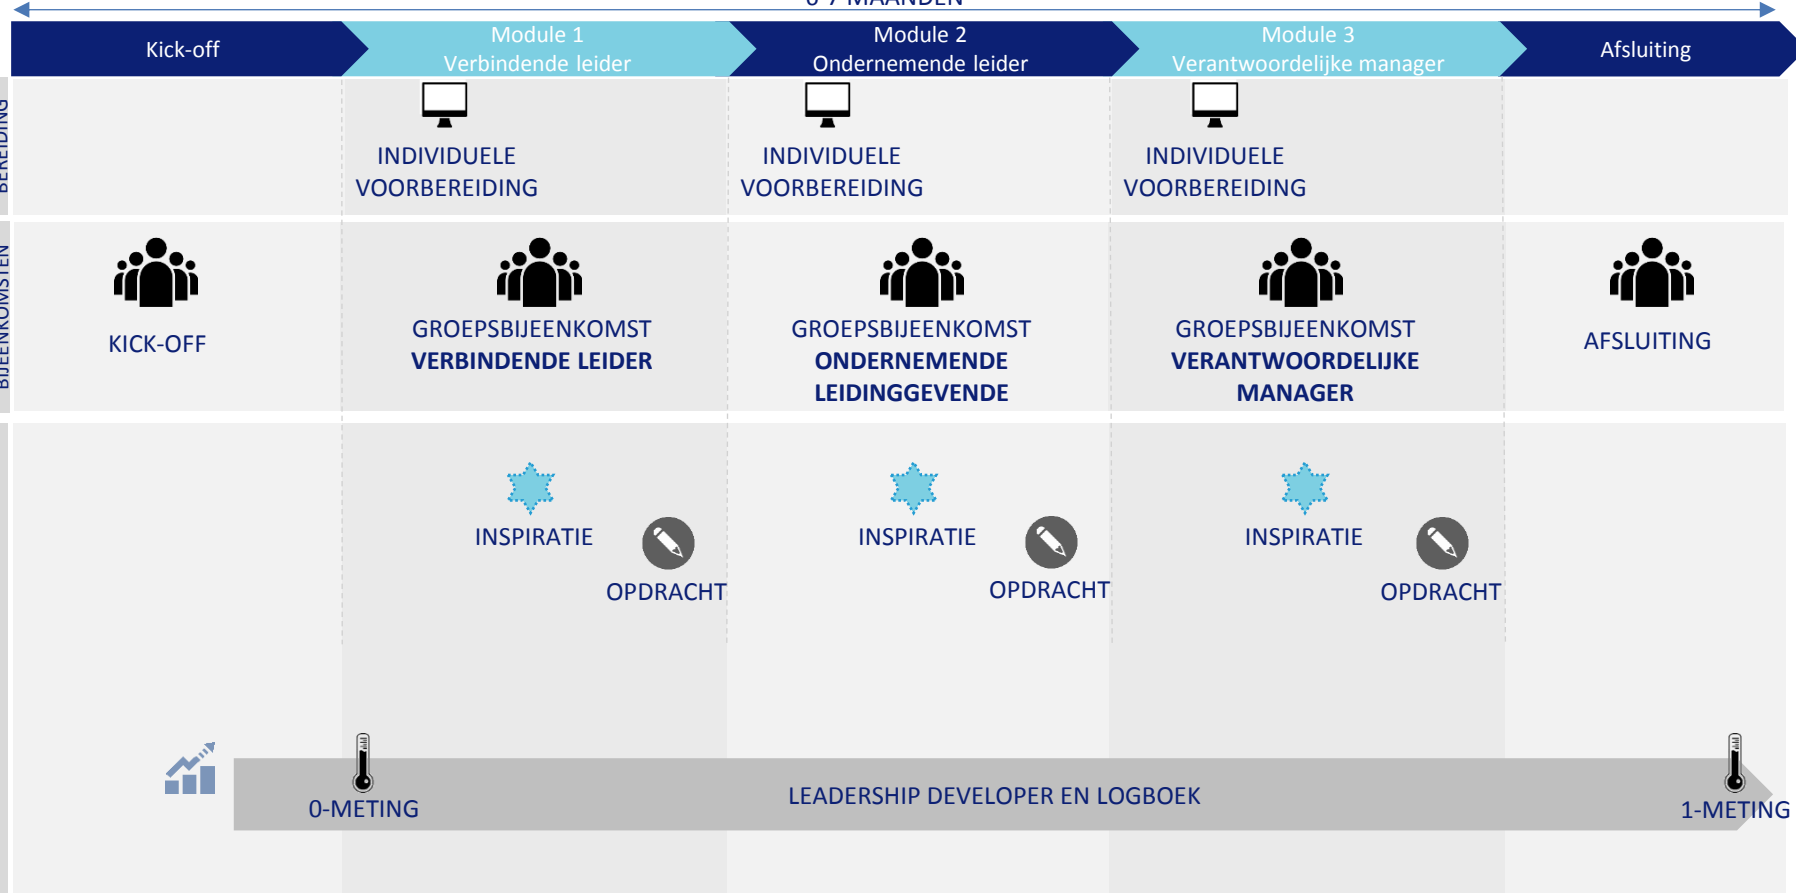 MAANDEN
Kick-off
Module 1
Verbindende leider
Module 2
Ondernemende leider
Module 3
Verantwoordelijke manager
Afsluiting
INDIVIDUELE
VOORBEREIDING
INDIVIDUELE
VOORBEREIDING
INDIVIDUELE
VOORBEREIDING
BIJEENKOMSTEN
KICK-OFF
GROEPSBIJEENKOMST
VERBINDENDE LEIDER
GROEPSBIJEENKOMST
ONDERNEMENDE
LEIDINGGEVENDE
GROEPSBIJEENKOMST
VERANTWOORDELIJKE
MANAGER
AFSLUITING
INSPIRATIE
OPDRACHT
INSPIRATIE
OPDRACHT
INSPIRATIE
OPDRACHT
0-METING
LEADERSHIP DEVELOPER EN LOGBOEK
1-METING